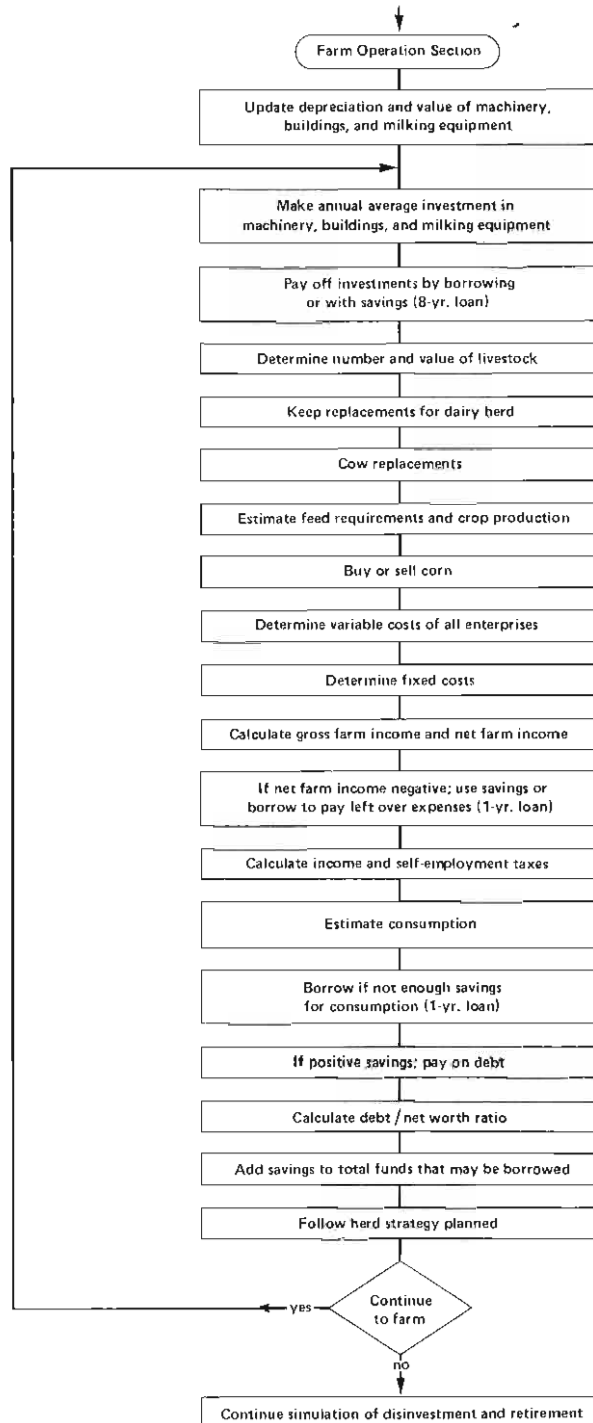 Farm Operation Section
Update depreciation and value of machinery,
buildings, and milking equipment
Make annual average investment in
machinery, buildings, and milking equipment
Pay off investments by borrowing
or with savings (8-yr. loan)
Determine number and value of livestock
Keep replacements for dairy herd
Cow replacements
Estimate feed requirements and crop production
Buy or sell corn
Determine variable costs of all enterprises
Determine fixed costs
Calculate gross farm income and net farm income
If net farm income negative; use savings or
borrow to pay left over expenses (1-yr. loan)
Calculate income and self-employment taxes
Estimate consumption
Borrow if not enough savings
for consumption (1-yr. loan)
If positive savings; pay on debt
Calculate debt / net worth ratio
Add savings to total funds that may be borrowed
Follow herd strategy planned
Continue
to farm
yes
no
Continue simulation of disinvestment and retirement